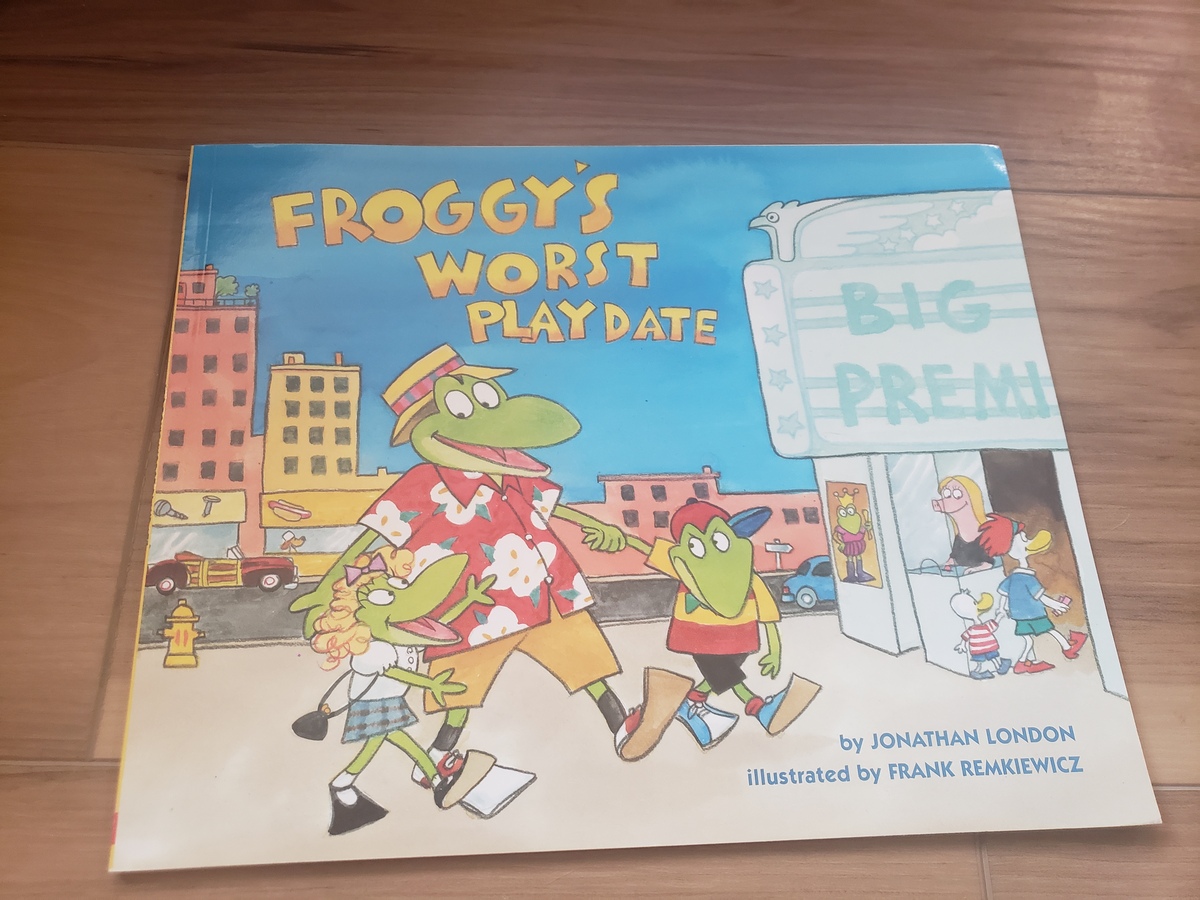 FROGGY'S
WORST
PLAYDATE
BIG
PREMI
by JONATHAN LONDON
illustrated by FRANK REMKIEWICZ